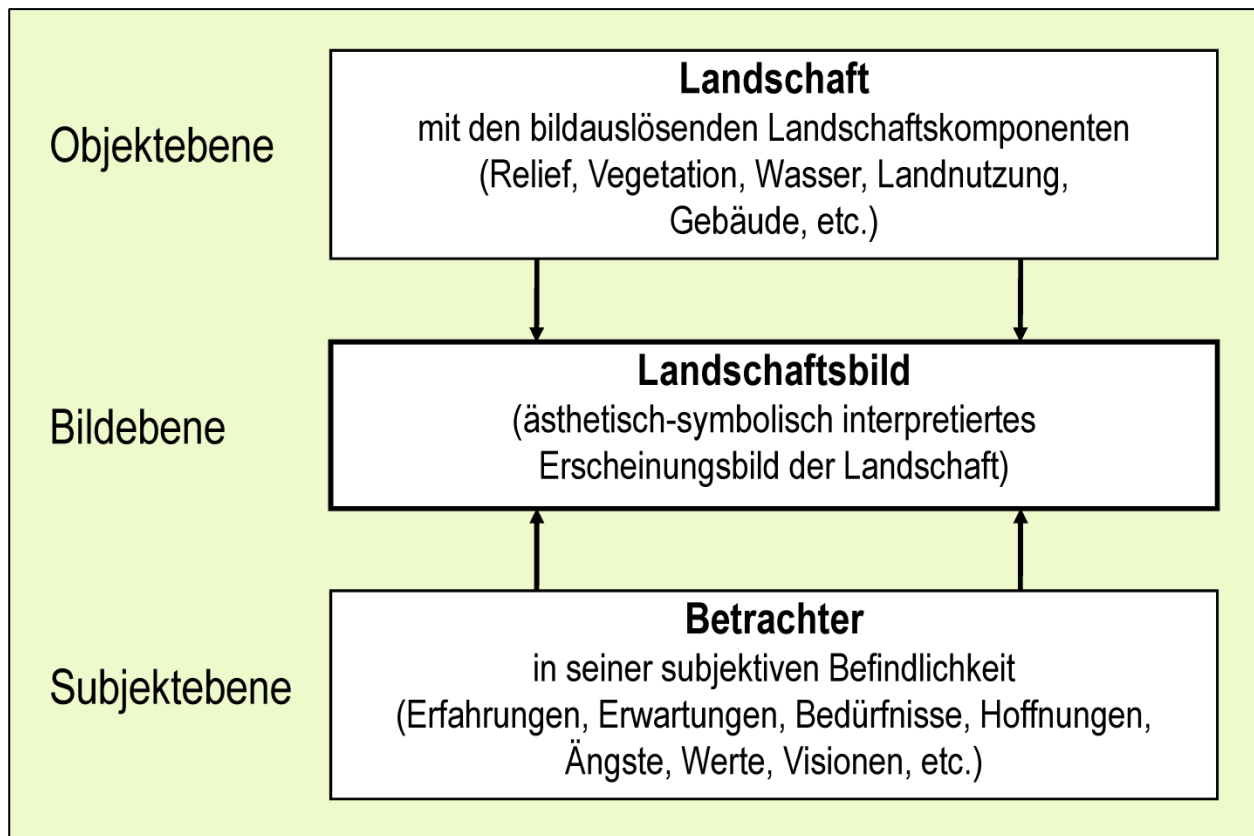 Objektebene
Landschaft
mit den bildauslösenden Landschaftskomponenten
(Relief, Vegetation, Wasser, Landnutzung,
Gebäude, etc.)
Bildebene
Landschaftsbild
(ästhetisch-symbolisch interpretiertes
Erscheinungsbild der Landschaft)
Subjektebene
Betrachter
in seiner subjektiven Befindlichkeit
(Erfahrungen, Erwartungen, Bedürfnisse, Hoffnungen,
Ängste, Werte, Visionen, etc.)